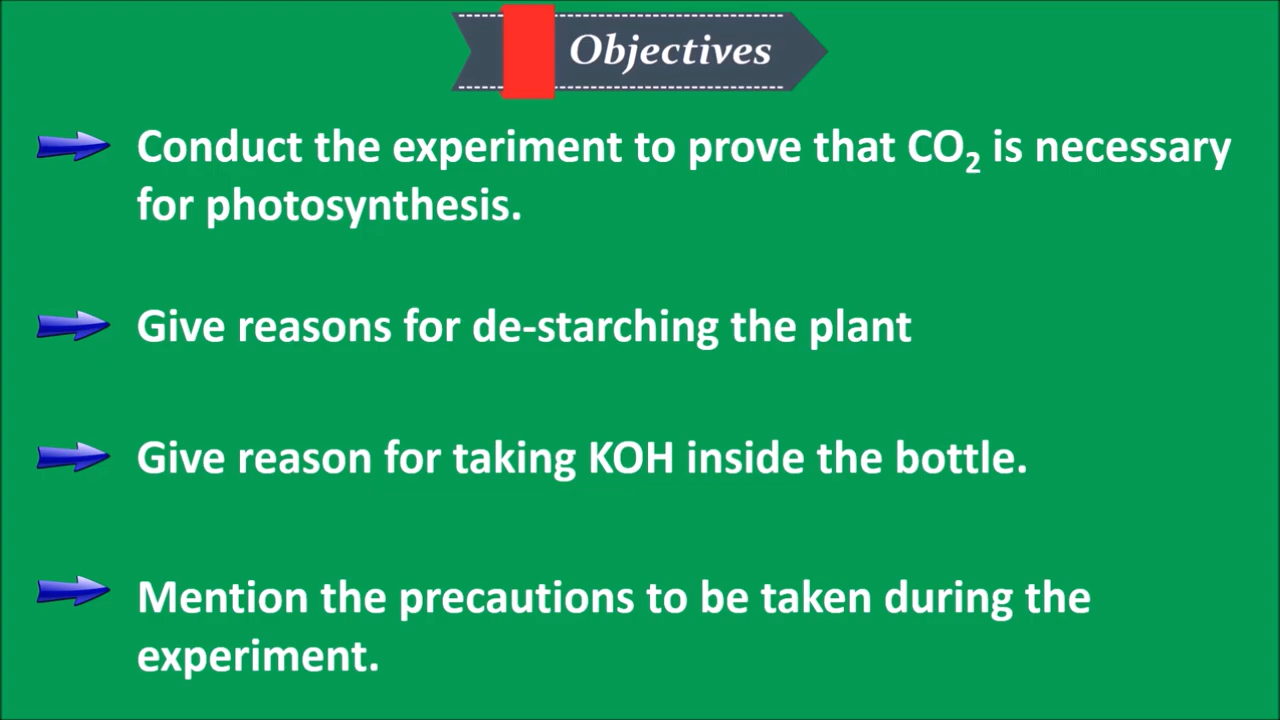 Objectives
Conduct the experiment to prove that CO₂ is necessary
for photosynthesis.
Give reasons for de-starching the plant
Give reason for taking KOH inside the bottle.
Mention the precautions to be taken during the
experiment.